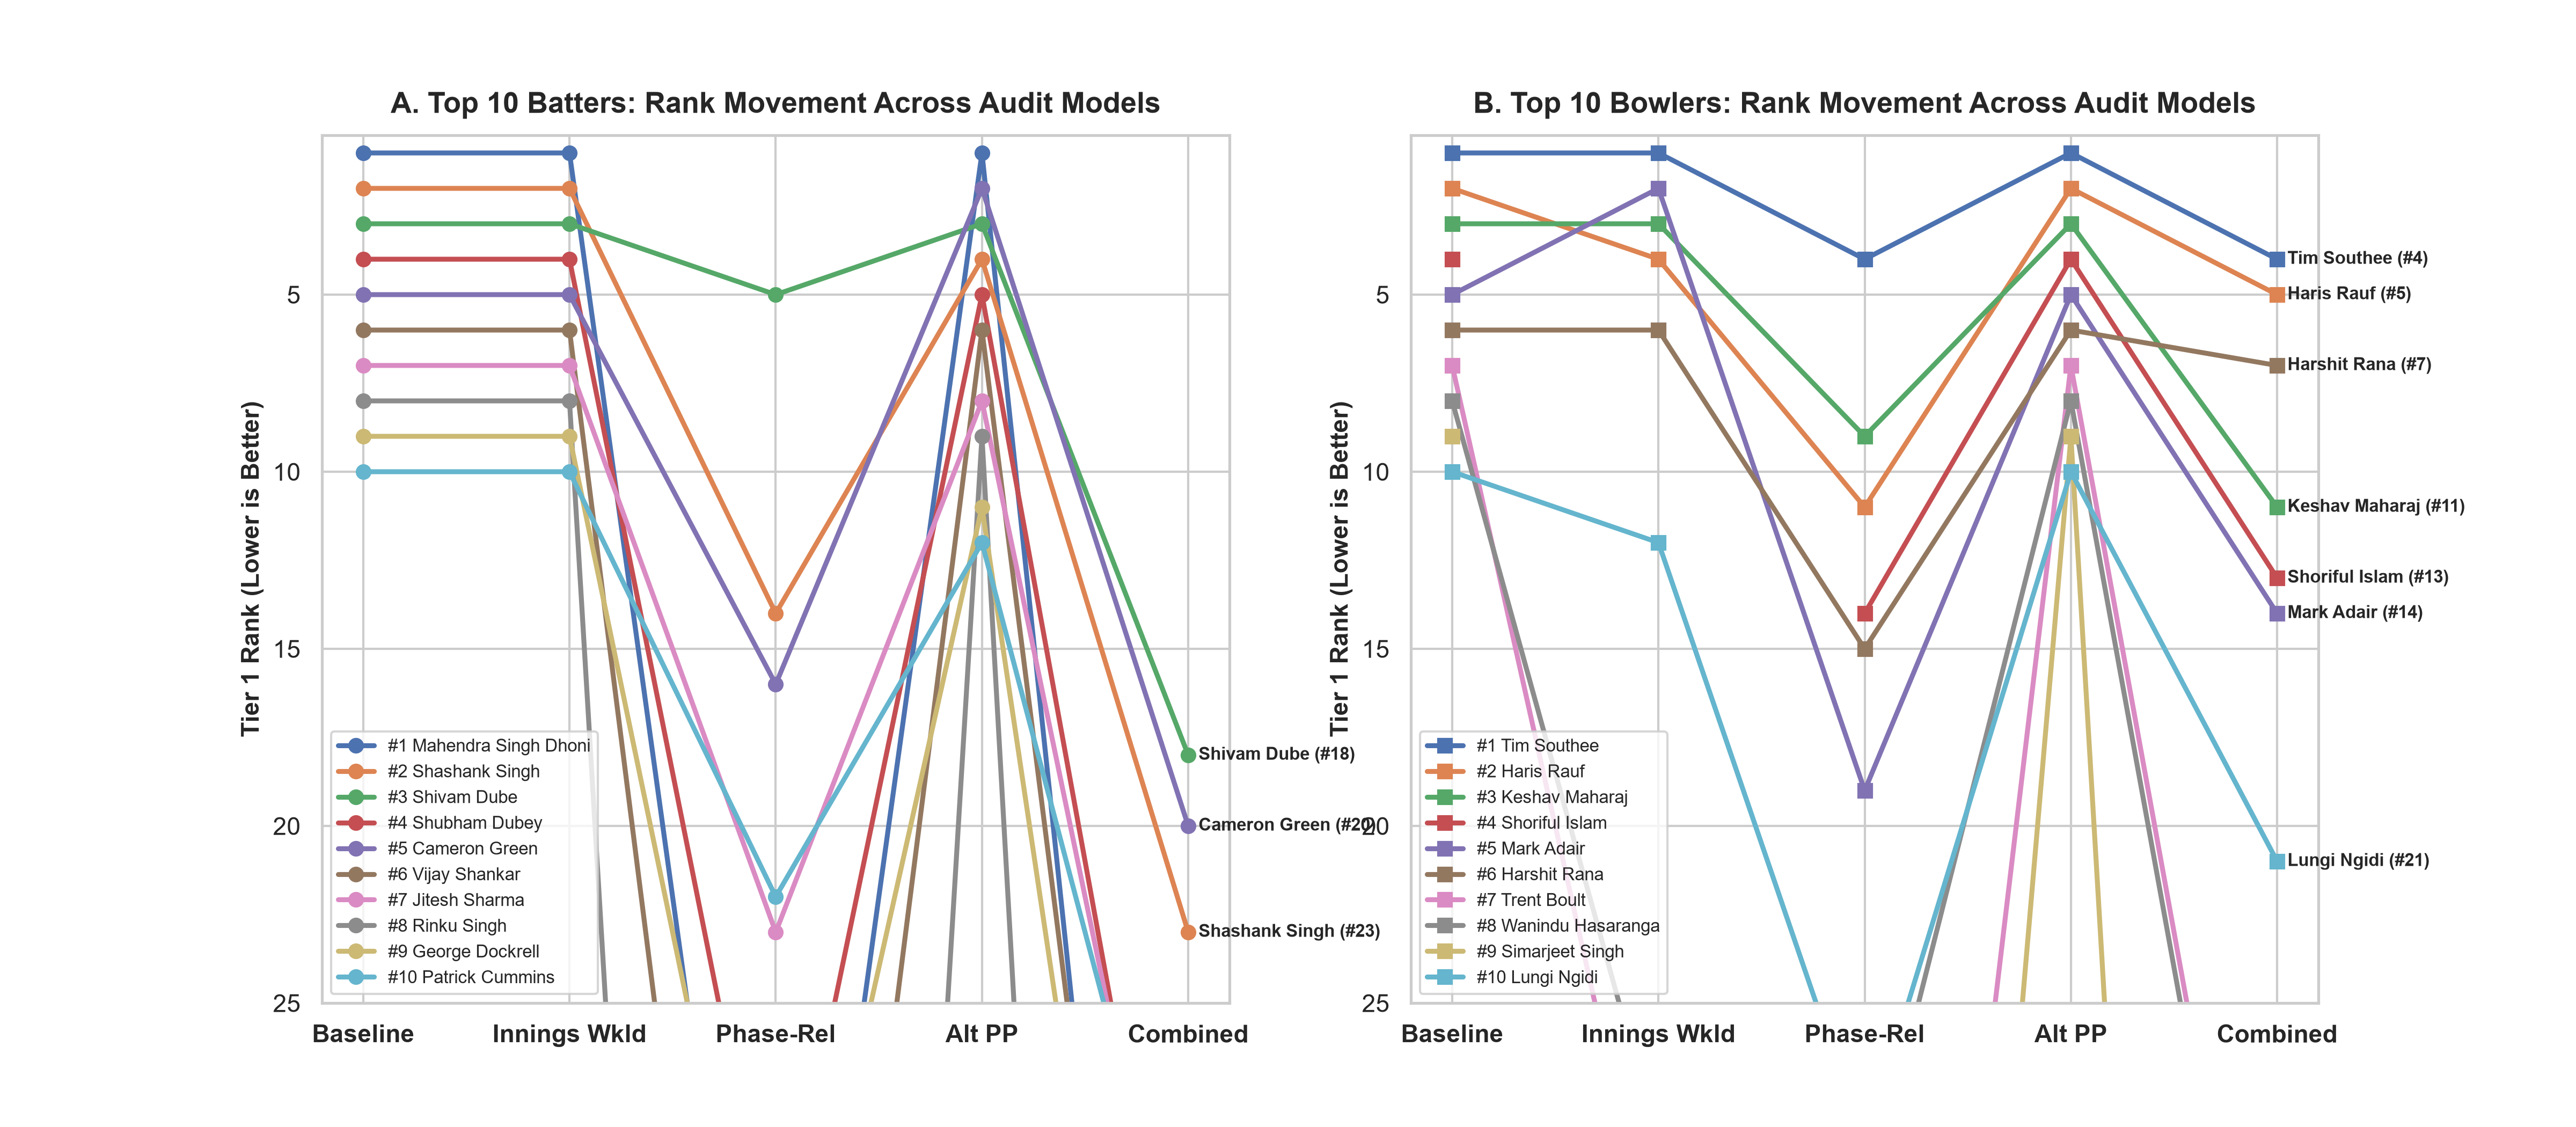 A. Top 10 Batters: Rank Movement Across Audit Models
Tier 1 Rank (Lower is Better)
5
10
15
20
25
Baseline
Innings Wkld
Phase-Rel
Alt PP
Combined
#1 Mahendra Singh Dhoni
#2 Shashank Singh
#3 Shivam Dube
#4 Shubham Dubey
#5 Cameron Green
#6 Vijay Shankar
#7 Jitesh Sharma
#8 Rinku Singh
#9 George Dockrell
#10 Patrick Cummins
Shivam Dube (#18)
Cameron Green (#20)
Shashank Singh (#23)
B. Top 10 Bowlers: Rank Movement Across Audit Models
Tier 1 Rank (Lower is Better)
5
10
15
20
25
Baseline
Innings Wkld
Phase-Rel
Alt PP
Combined
#1 Tim Southee
#2 Haris Rauf
#3 Keshav Maharaj
#4 Shoriful Islam
#5 Mark Adair
#6 Harshit Rana
#7 Trent Boult
#8 Wanindu Hasaranga
#9 Simarjeet Singh
#10 Lungi Ngidi
Tim Southee (#4)
Haris Rauf (#5)
Harshit Rana (#7)
Keshav Maharaj (#11)
Shoriful Islam (#13)
Mark Adair (#14)
Lungi Ngidi (#21)